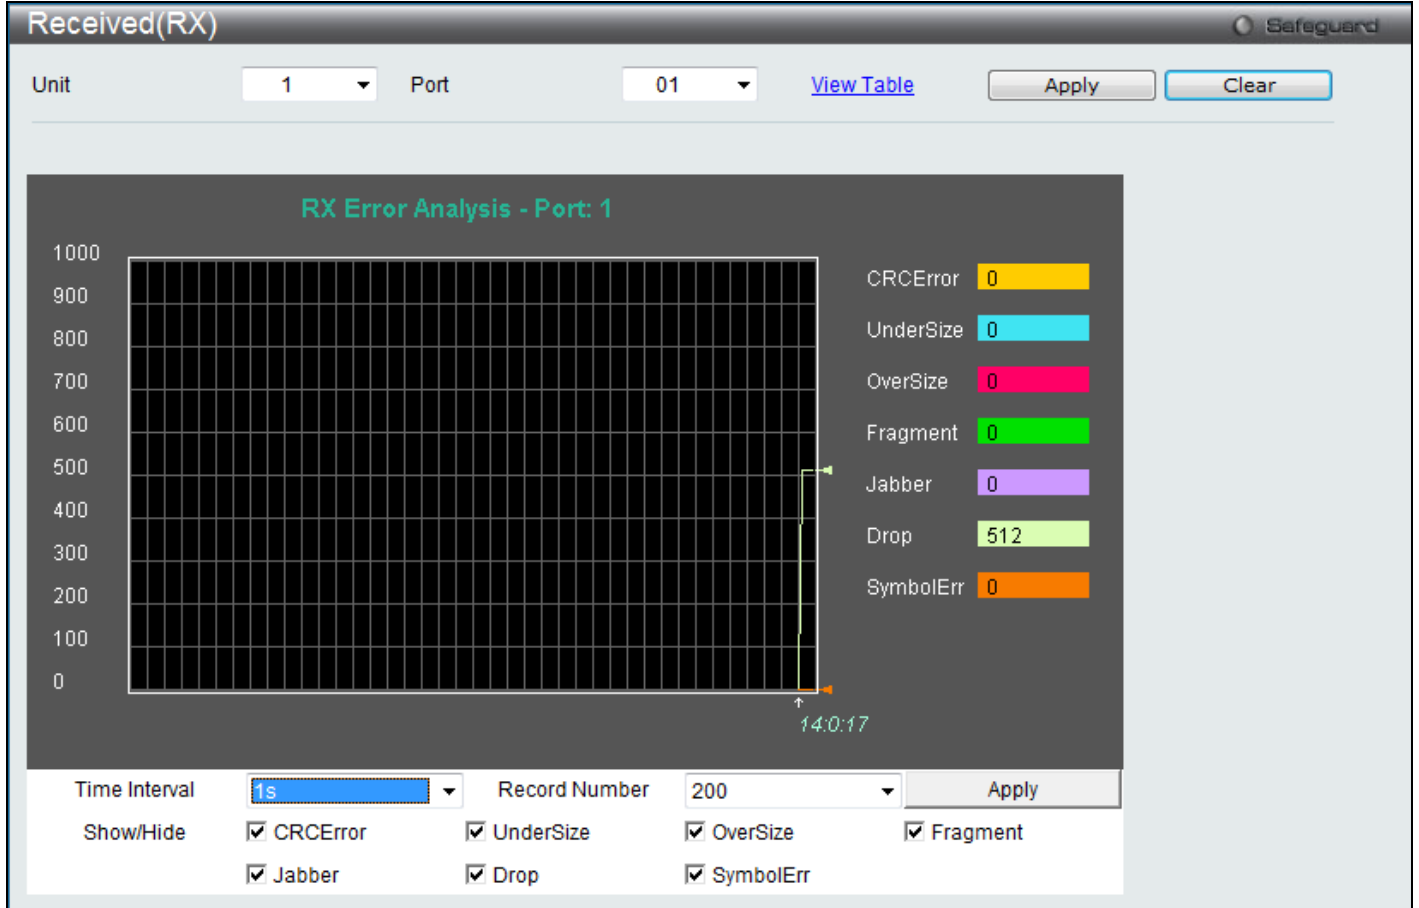 Received(RX)
Safeguard
Unit 1 Port 01 View Table Apply Clear
RX Error Analysis - Port: 1
1000
900
800
700
600
500
400
300
200
100
0
CRCError 0
UnderSize 0
OverSize 0
Fragment 0
Jabber 0
Drop 512
SymbolErr 0
14:0:17
Time Interval 1s Record Number 200 Apply
Show/Hide CRCError UnderSize OverSize Fragment
Jabber Drop SymbolErr